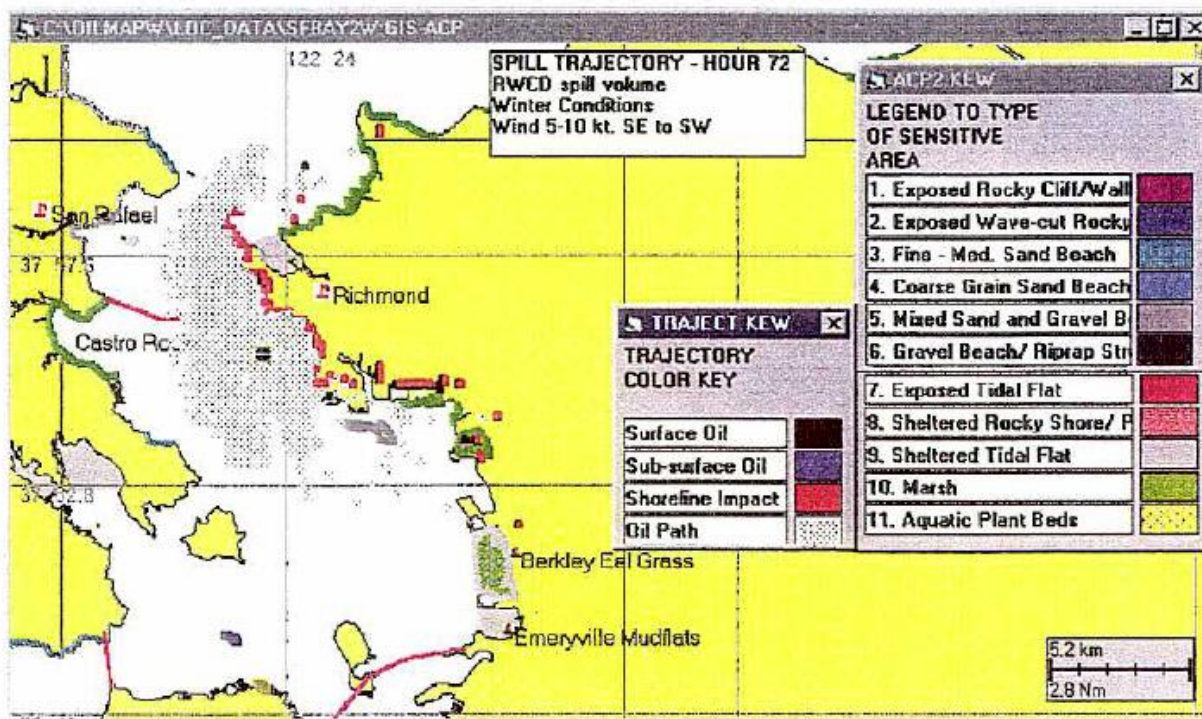 C:\OILMAPW\LOC_DATA\SFBAY2W\GIS-ACP
122 24
SPILL TRAJECTORY - HOUR 72
RWCD spill volume
Winter Conditions
Wind 5-10 kt. SE to SW
ACP2.KEW
LEGEND TO TYPE
OF SENSITIVE
AREA
1. Exposed Rocky Cliff/Wall
2. Exposed Wave-cut Rocky
3. Fine - Med. Sand Beach
4. Coarse Grain Sand Beach
5. Mixed Sand and Gravel B
6. Gravel Beach/ Riprap Str
7. Exposed Tidal Flat
8. Sheltered Rocky Shore/ P
9. Sheltered Tidal Flat
10. Marsh
11. Aquatic Plant Beds
San Rafael
37 57.5
Richmond
Castro Ro
TRAJECT.KEW
TRAJECTORY
COLOR KEY
Surface Oil
Sub-surface Oil
Shoreline Impact
Oil Path
37 52.8
Berkley Eel Grass
Emeryville Mudflats
5.2 km
2.8 Nm